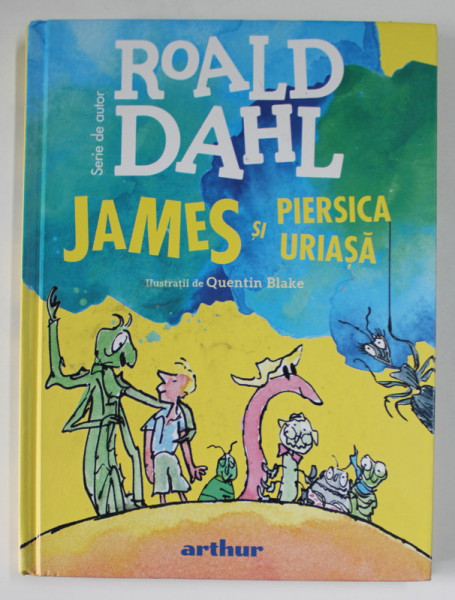 Serie de autor
ROALD
DAHL
JAMES ȘI PIERSICA
URIAȘĂ
Ilustrații de Quentin Blake
arthur